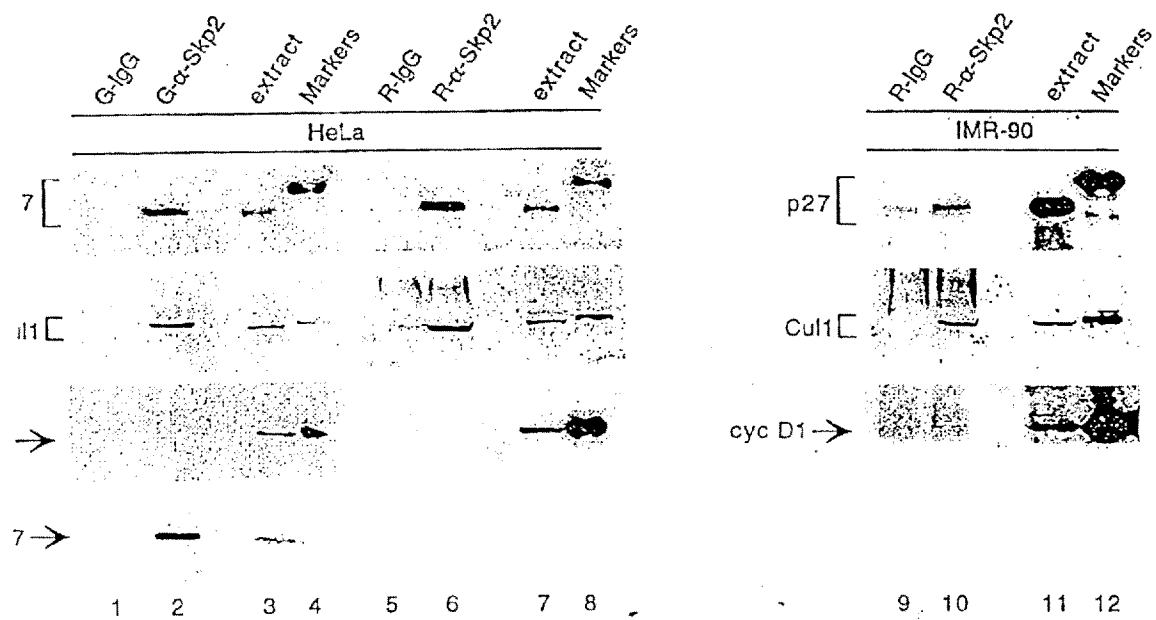 G-IgG G-α-Skp2 extract Markers R-IgG R-α-Skp2 extract Markers R-IgG R-α-Skp2 extract Markers
HeLa IMR-90
7 p27
il1 Cul1
cyc D1
7
1 2 3 4 5 6 7 8 9 10 11 12